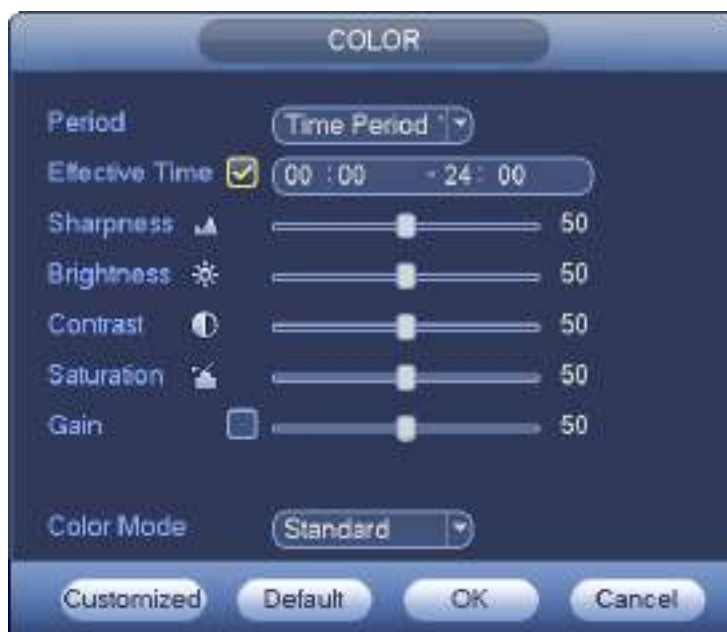 COLOR
Period Time Period
Effective Time 00 : 00 - 24 : 00
Sharpness 50
Brightness 50
Contrast 50
Saturation 50
Gain 50
Color Mode Standard
Customized Default OK Cancel